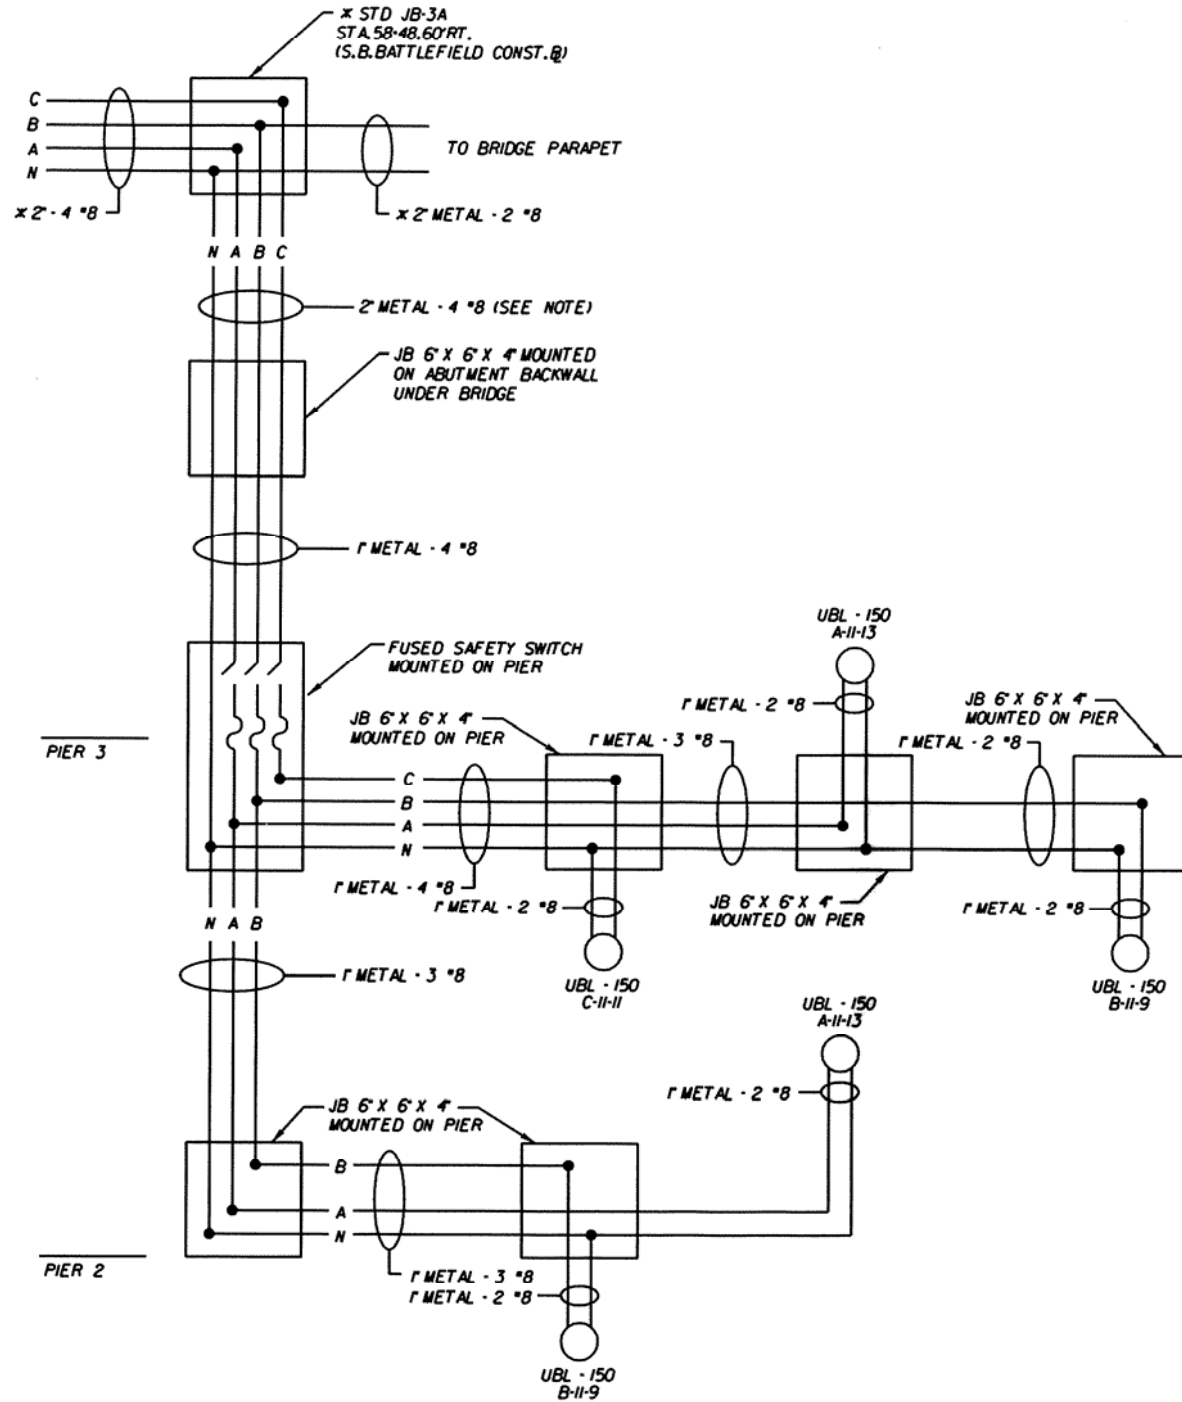 * STD JB-3A
STA.58+48.60'RT.
(S.B.BATTLEFIELD CONST.℄)
C
B
A
N
TO BRIDGE PARAPET
* 2" - 4 #8
* 2" METAL - 2 #8
N A B C
2" METAL - 4 #8 (SEE NOTE)
JB 6" X 6" X 4" MOUNTED
ON ABUTMENT BACKWALL
UNDER BRIDGE
1" METAL - 4 #8
FUSED SAFETY SWITCH
MOUNTED ON PIER
UBL - 150
A-11-13
1" METAL - 2 #8
JB 6" X 6" X 4"
MOUNTED ON PIER
JB 6" X 6" X 4"
MOUNTED ON PIER
1" METAL - 3 #8
1" METAL - 2 #8
PIER 3
C
B
A
N
1" METAL - 4 #8
1" METAL - 2 #8
JB 6" X 6" X 4"
MOUNTED ON PIER
1" METAL - 2 #8
N A B
1" METAL - 3 #8
UBL - 150
C-11-11
UBL - 150
B-11-9
UBL - 150
A-11-13
1" METAL - 2 #8
JB 6" X 6" X 4"
MOUNTED ON PIER
B
A
N
PIER 2
1" METAL - 3 #8
1" METAL - 2 #8
UBL - 150
B-11-9